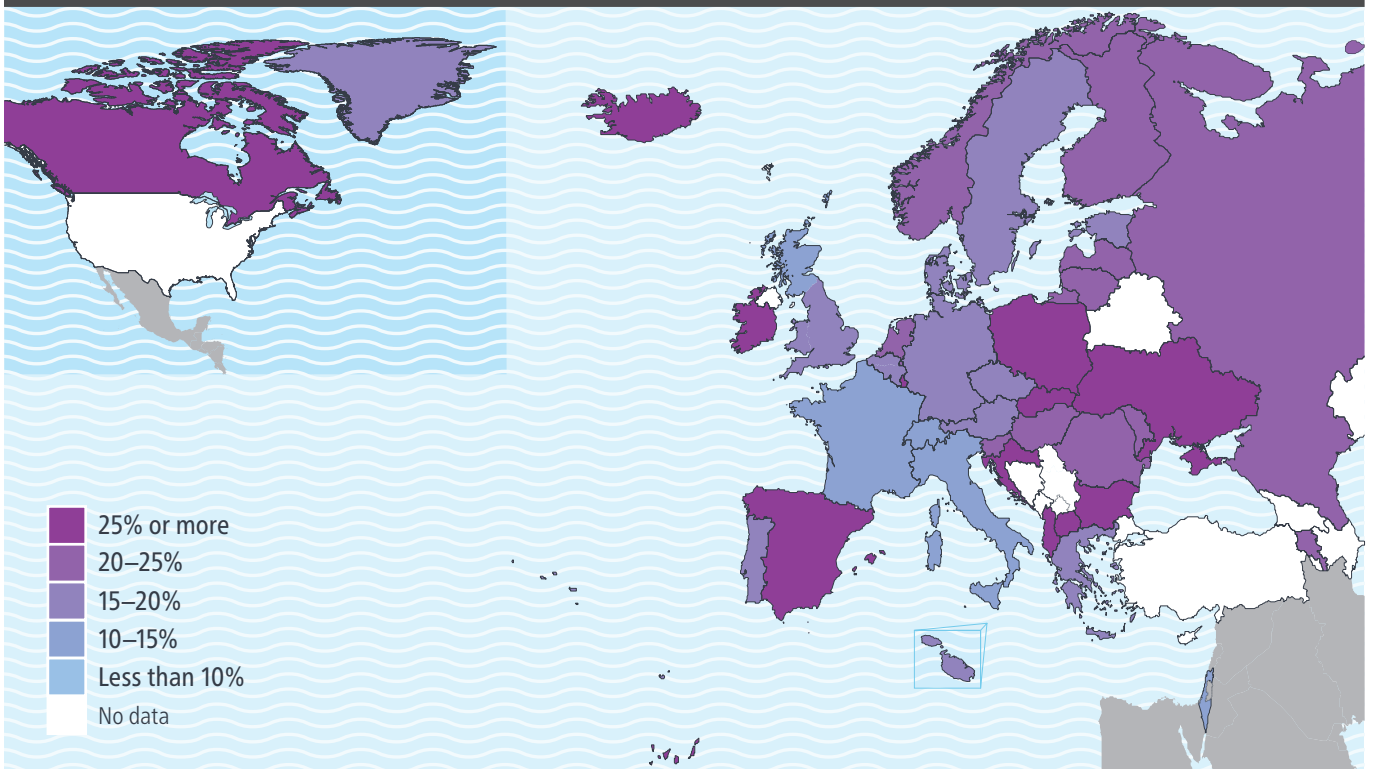 25% or more
20–25%
15–20%
10–15%
Less than 10%
No data